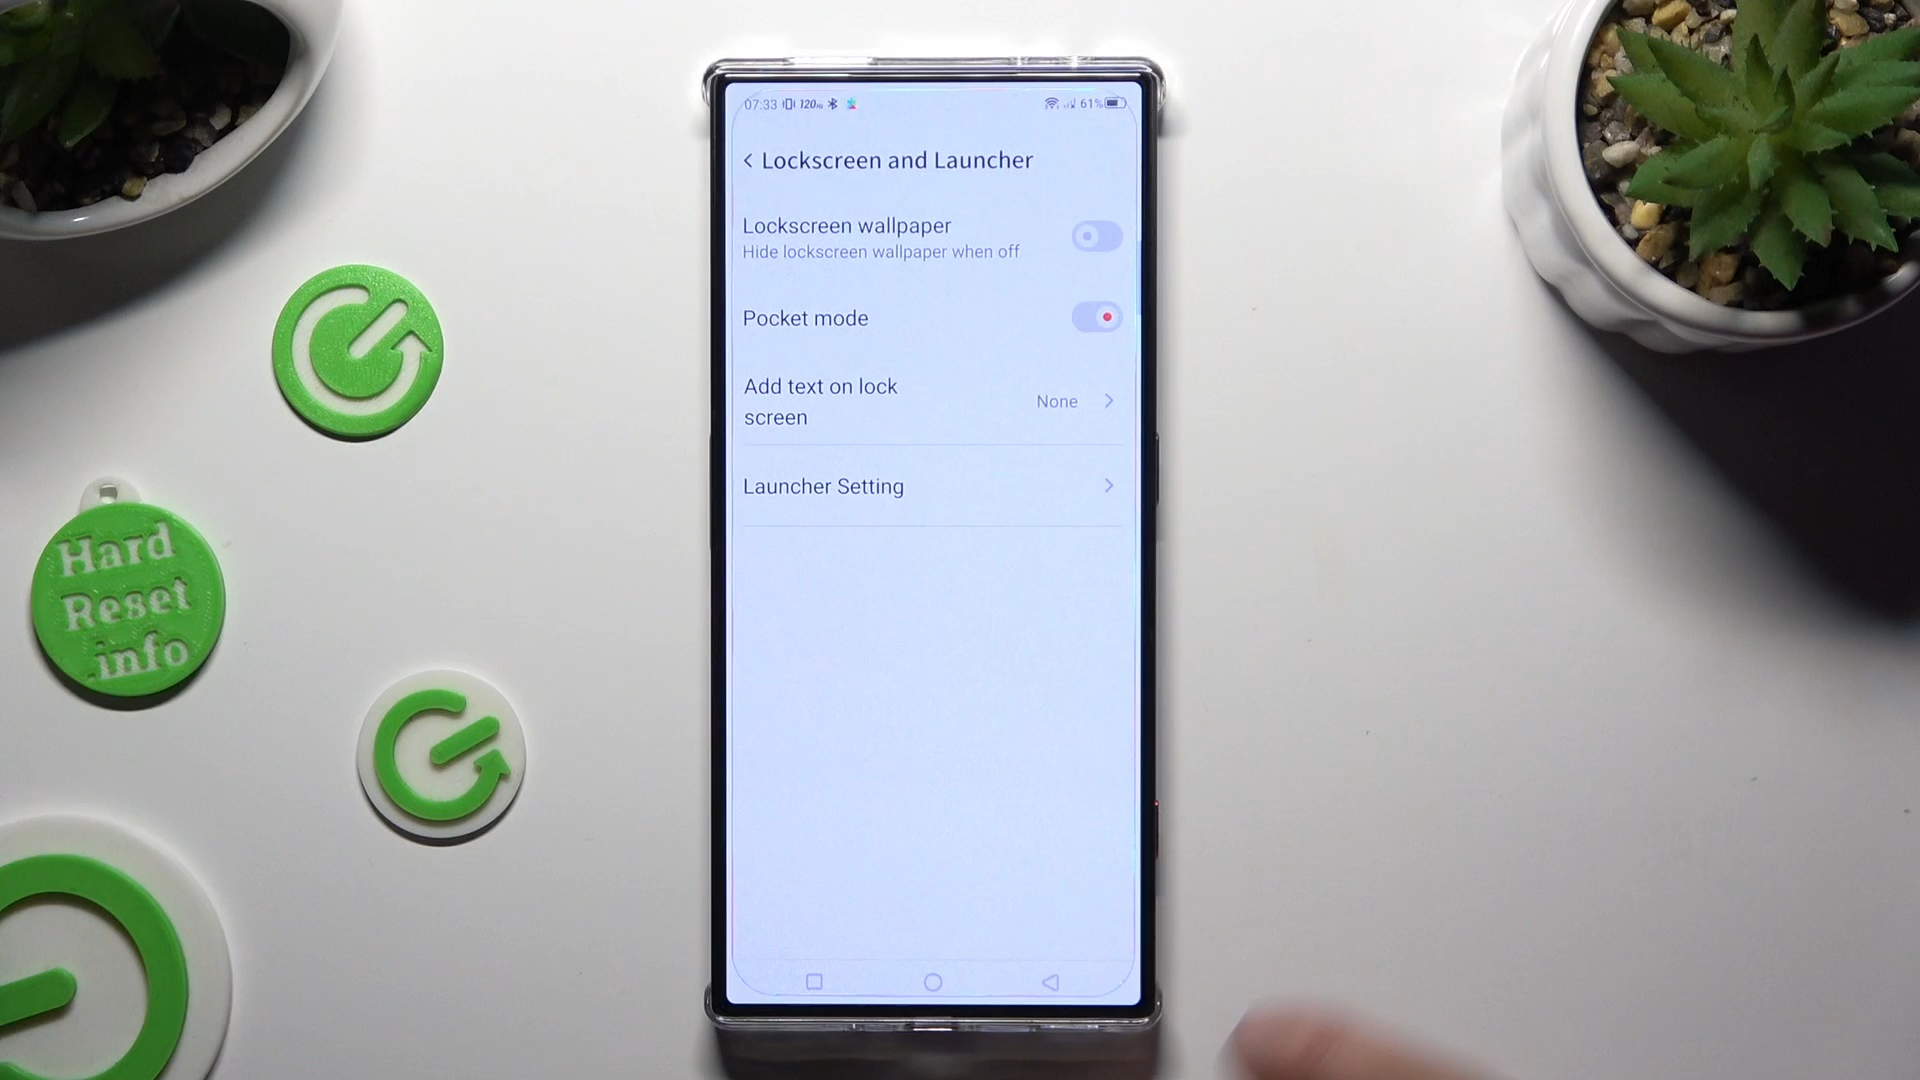 07:33 120Hz 61%
Lockscreen and Launcher
Lockscreen wallpaper
Hide lockscreen wallpaper when off
Pocket mode
Add text on lock
screen
None
Launcher Setting
Hard
Reset
.info